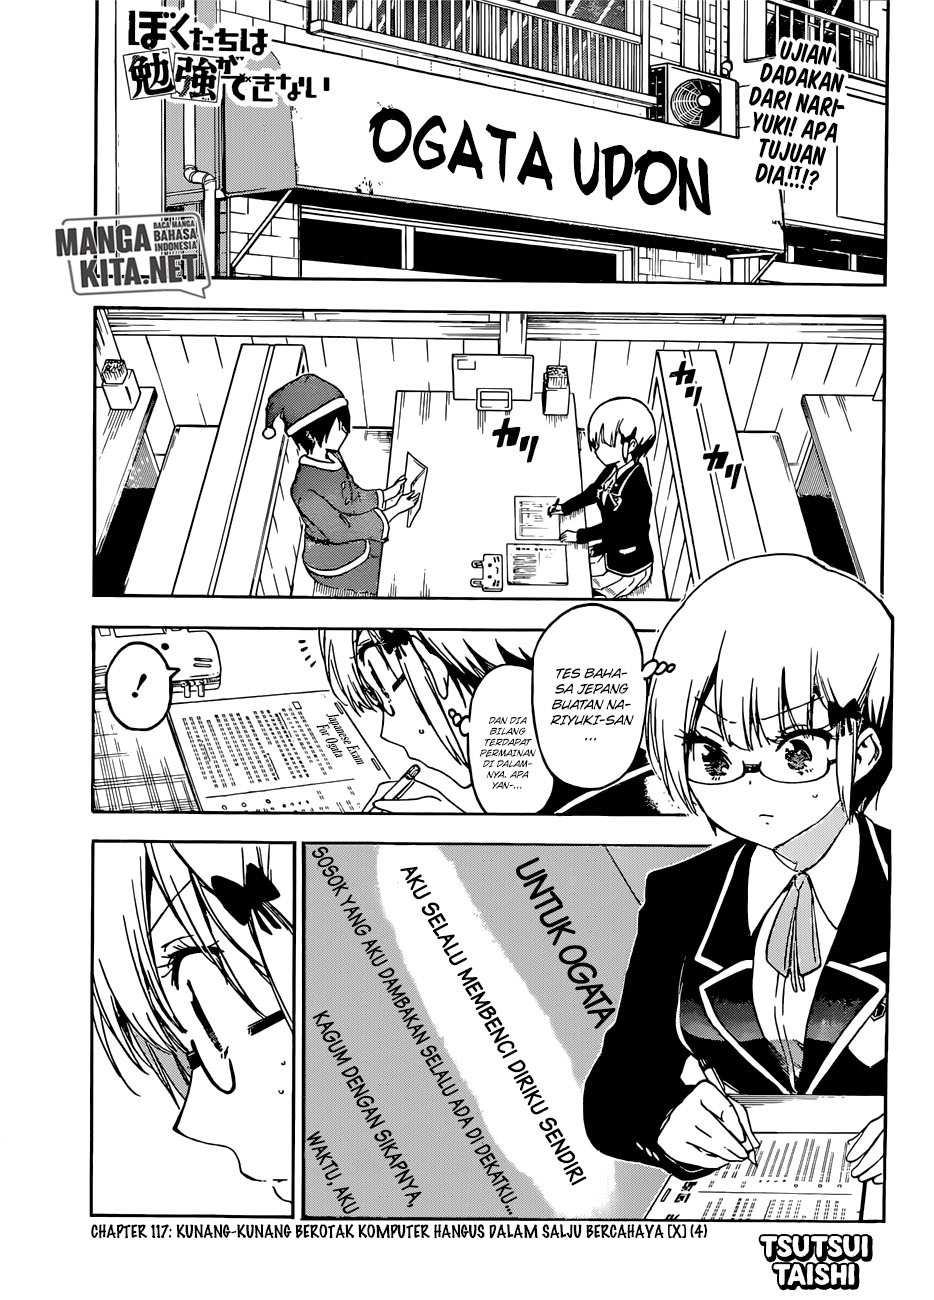 ぼくたちは
勉強が
できない
UJIAN
DADAKAN
DARI NARI-
YUKI! APA
TUJUAN
DIA!!!?
OGATA UDON
MANGA
KITA.NET
BACA MANGA
BAHASA
INDONESIA
カリ
カリ
カリ
TES BAHA-
SA JEPANG
BUATAN NA-
RIYUKI-SAN
...
DAN DIA
BILANG
TERDAPAT
PERMAINAN
DI DALAM-
NYA. APA
YAN-...
!
Japanese Exam
For Ogata
UNTUK OGATA
AKU SELALU MEMBENCI DIRIKU SENDIRI
SOSOK YANG AKU DAMBAKAN SELALU ADA DI DEKATKU...
KAGUM DENGAN SIKAPNYA,
WAKTU, AKU
CHAPTER 117: KUNANG-KUNANG BEROTAK KOMPUTER HANGUS DALAM SALJU BERCAHAYA [X] (4)
TSUTSUI
TAISHI